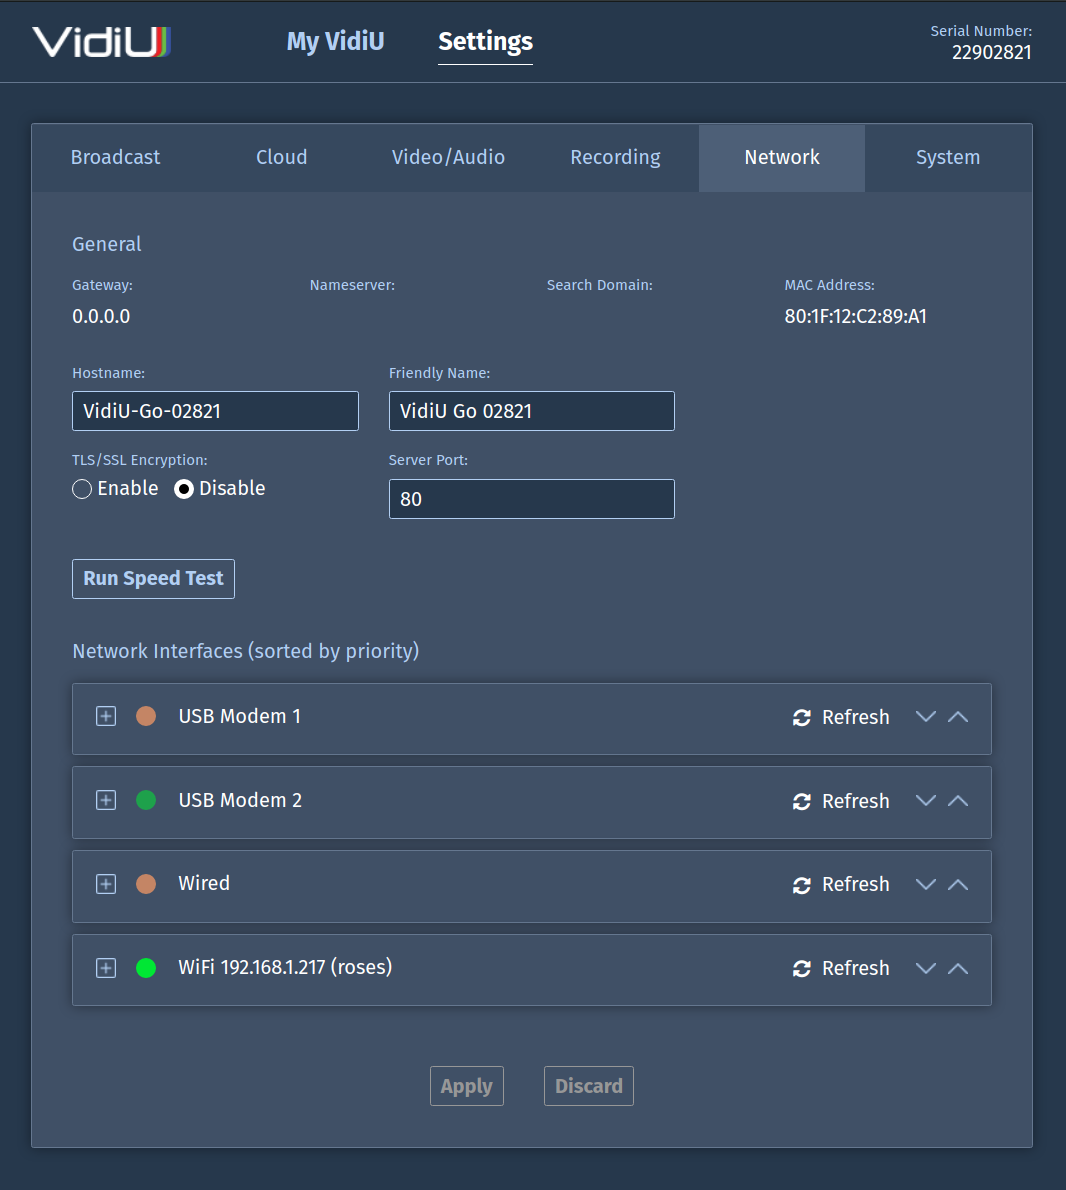 VidiU
My VidiU
Settings
Serial Number:
22902821
Broadcast
Cloud
Video/Audio
Recording
Network
System
General
Gateway:
Nameserver:
Search Domain:
MAC Address:
0.0.0.0
80:1F:12:C2:89:A1
Hostname:
Friendly Name:
VidiU-Go-02821
VidiU Go 02821
TLS/SSL Encryption:
Server Port:
Enable
Disable
80
Run Speed Test
Network Interfaces (sorted by priority)
USB Modem 1
Refresh
USB Modem 2
Refresh
Wired
Refresh
WiFi 192.168.1.217 (roses)
Refresh
Apply
Discard